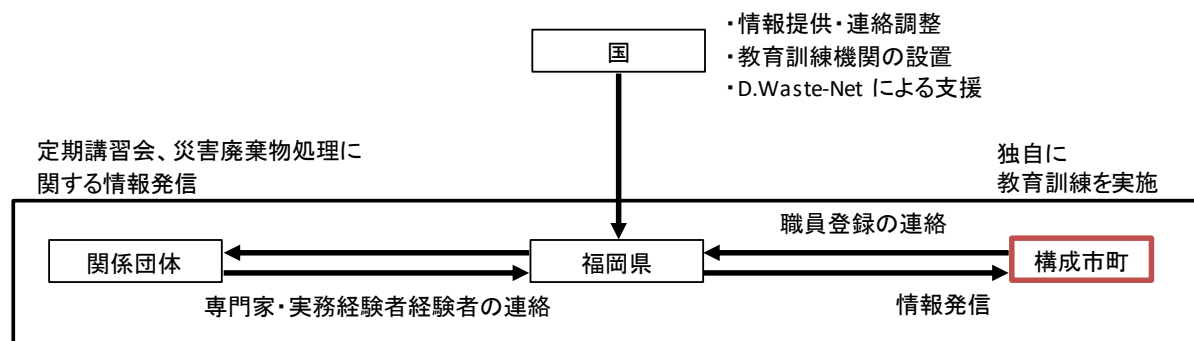 ・情報提供・連絡調整
国
・教育訓練機関の設置
・D.Waste-Net による支援
定期講習会、災害廃棄物処理に
関する情報発信
独自に
教育訓練を実施
職員登録の連絡
関係団体
福岡県
構成市町
専門家・実務経験者経験者の連絡
情報発信